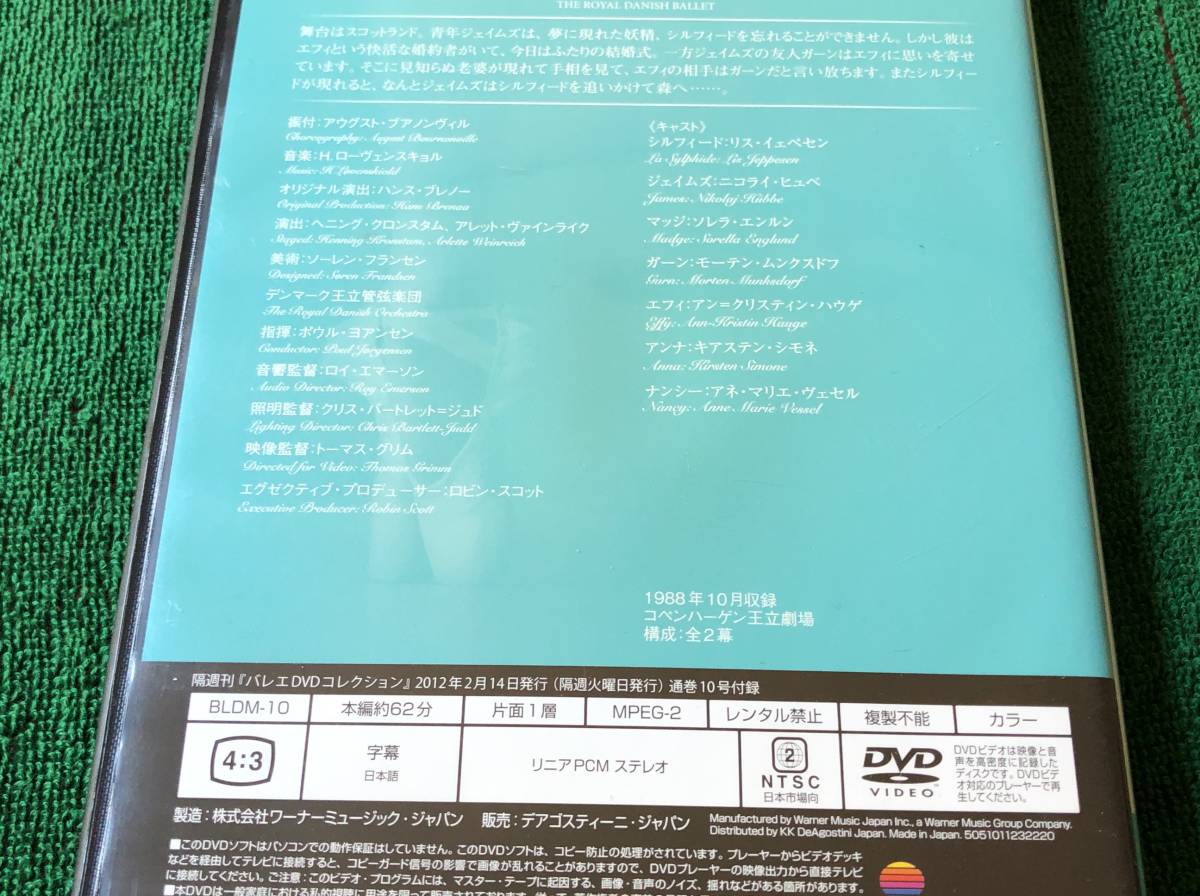 THE ROYAL DANISH BALLET
舞台はスコットランド。青年ジェイムズは、夢に現れた妖精、シルフィードを忘れることができません。しかし彼は
エフィという快活な婚約者がいて、今日はふたりの結婚式。一方ジェイムズの友人ガーンはエフィに思いを寄せ
ています。そこに見知らぬ老婆が現れて手相を見て、エフィの相手はガーンだと言い放ちます。またシルフィー
ドが現れると、なんとジェイムズはシルフィードを追いかけて森へ……。
振付：アウグスト・ブアノンヴィル
Choreography: August Bournonville
音楽：H.ローヴェンスキョル
Music: H Lovenskiold
オリジナル演出：ハンス・ブレノー
Original Production: Hans Brenaa
演出：ヘニング・クロンスタム、アレット・ヴァインライク
Staged: Henning Kronstam, Arlette Weinreich
美術：ソーレン・フランセン
Designed: Søren Frandsen
デンマーク王立管弦楽団
The Royal Danish Orchestra
指揮：ポウル・ヨアンセン
Conductor: Poul Jørgensen
音響監督：ロイ・エマーソン
Audio Director: Roy Emerson
照明監督：クリス・バートレット＝ジュド
Lighting Director: Chris Bartlett-Judd
映像監督：トーマス・グリム
Directed for Video: Thomas Grimm
エグゼクティブ・プロデューサー：ロビン・スコット
Executive Producer: Robin Scott
《キャスト》
シルフィード：リス・イェペセン
La Sylphide: Lis Jeppesen
ジェイムズ：ニコライ・ヒュベ
James: Nikolaj Hübbe
マッジ：ソレラ・エンルン
Madge: Sorella Englund
ガーン：モーテン・ムンクスドフ
Gurn: Morten Munksdorf
エフィ：アン＝クリスティン・ハウゲ
Effy: Ann-Kristin Hauge
アンナ：キアステン・シモネ
Anna: Kirsten Simone
ナンシー：アネ・マリエ・ヴェセル
Nancy: Anne Marie Vessel
1988年10月収録
コペンハーゲン王立劇場
構成：全2幕
隔週刊『バレエDVDコレクション』2012年2月14日発行（隔週火曜日発行）通巻10号付録
BLDM-10 本編約62分 片面1層 MPEG-2 レンタル禁止 複製不能 カラー
4:3
字幕
日本語
リニアPCM ステレオ
2
NTSC
日本市場向
DVD
VIDEO
DVDビデオは映像と音
声を高密度に記録した
ディスクです。DVDビデ
オ対応のプレーヤーで再
生してください。
製造：株式会社ワーナーミュージック・ジャパン 販売：デアゴスティーニ・ジャパン
Manufactured by Warner Music Japan Inc., a Warner Music Group Company.
Distributed by KK DeAgostini Japan. Made in Japan. 5051011232220
■このDVDソフトはパソコンでの動作保証はしていません。このDVDソフトは、コピー防止の処理がされています。プレーヤーからビデオデッキ
などを経由してテレビに接続すると、コピーガード信号の影響で画像が乱れることがありますので、DVDプレーヤーの映像出力から直接テレビ
に接続してください。ご注意：このビデオ・プログラムには、マスター・テープに起因する、画像・音声のノイズ、揺れなどがある箇所があります。
■本DVDは一般家庭における私的視聴に用途を限って